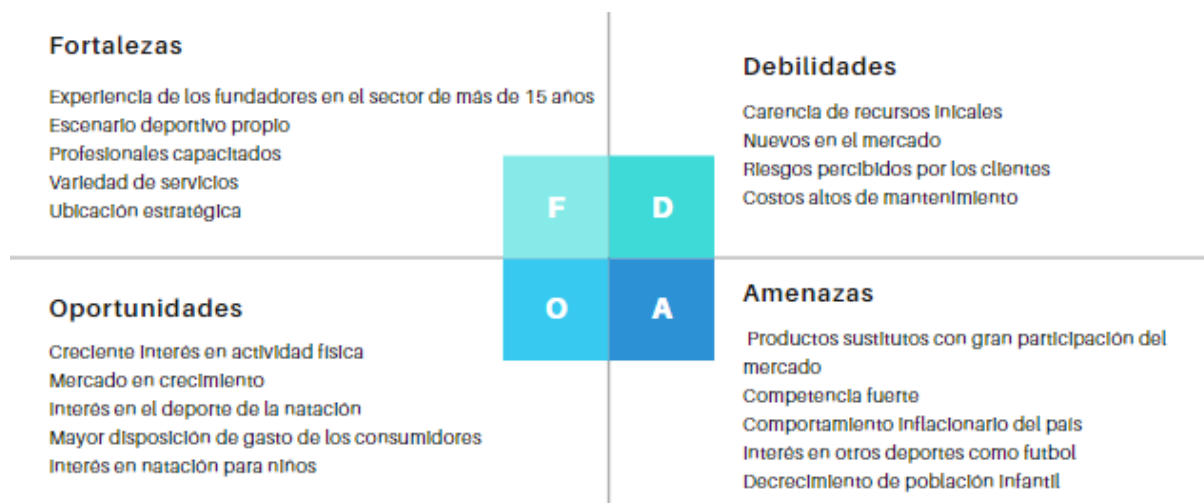 Fortalezas
Experiencia de los fundadores en el sector de más de 15 años
Escenario deportivo propio
Profesionales capacitados
Variedad de servicios
Ubicación estratégica
Debilidades
Carencia de recursos inicales
Nuevos en el mercado
Riesgos percibidos por los clientes
Costos altos de mantenimiento
F
D
O
A
Oportunidades
Creciente interés en actividad física
Mercado en crecimiento
Interés en el deporte de la natación
Mayor disposición de gasto de los consumidores
Interés en natación para niños
Amenazas
Productos sustitutos con gran participación del
mercado
Competencia fuerte
Comportamiento inflacionario del país
Interés en otros deportes como futbol
Decrecimiento de población infantil